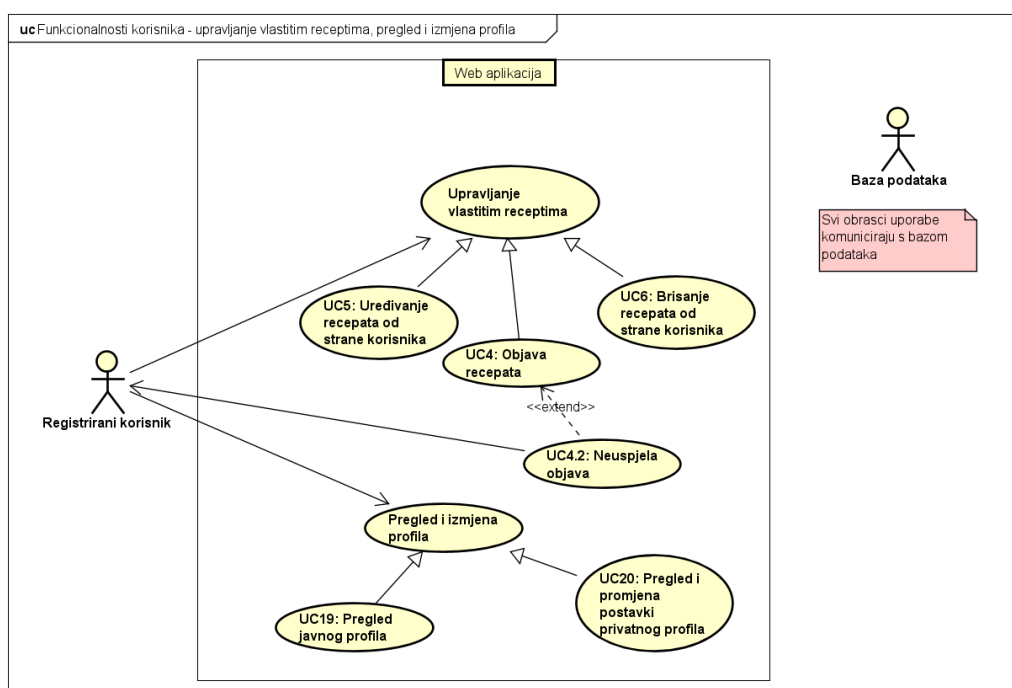 uc Funkcionalnosti korisnika - upravljanje vlastitim receptima, pregled i izmjena profila
Web aplikacija
Baza podataka
Svi obrasci uporabe
komuniciraju s bazom
podataka
Upravljanje
vlastitim receptima
UC5: Uređivanje
recepata od
strane korisnika
UC6: Brisanje
recepata od
strane korisnika
UC4: Objava
recepata
<<extend>>
Registrirani korisnik
UC4.2: Neuspjela
objava
Pregled i izmjena
profila
UC19: Pregled
javnog profila
UC20: Pregled i
promjena
postavki
privatnog profila